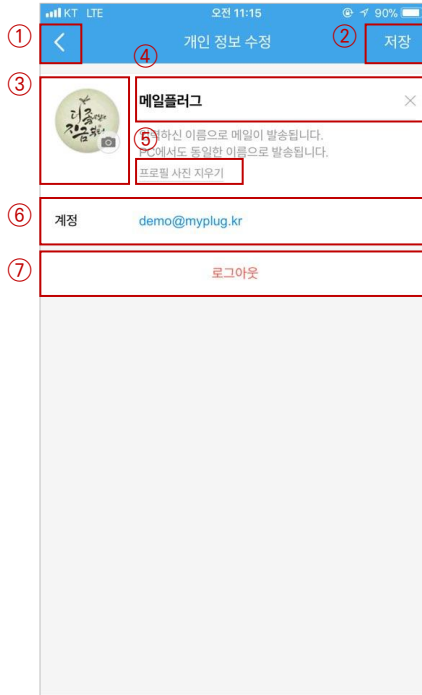 KT LTE 오전 11:15 90%
① ② ④
개인 정보 수정 저장
③
메일플러그
⑤
하신 이름으로 메일이 발송됩니다.
PC에서도 동일한 이름으로 발송됩니다.
프로필 사진 지우기
⑥
계정 demo@myplug.kr
⑦
로그아웃